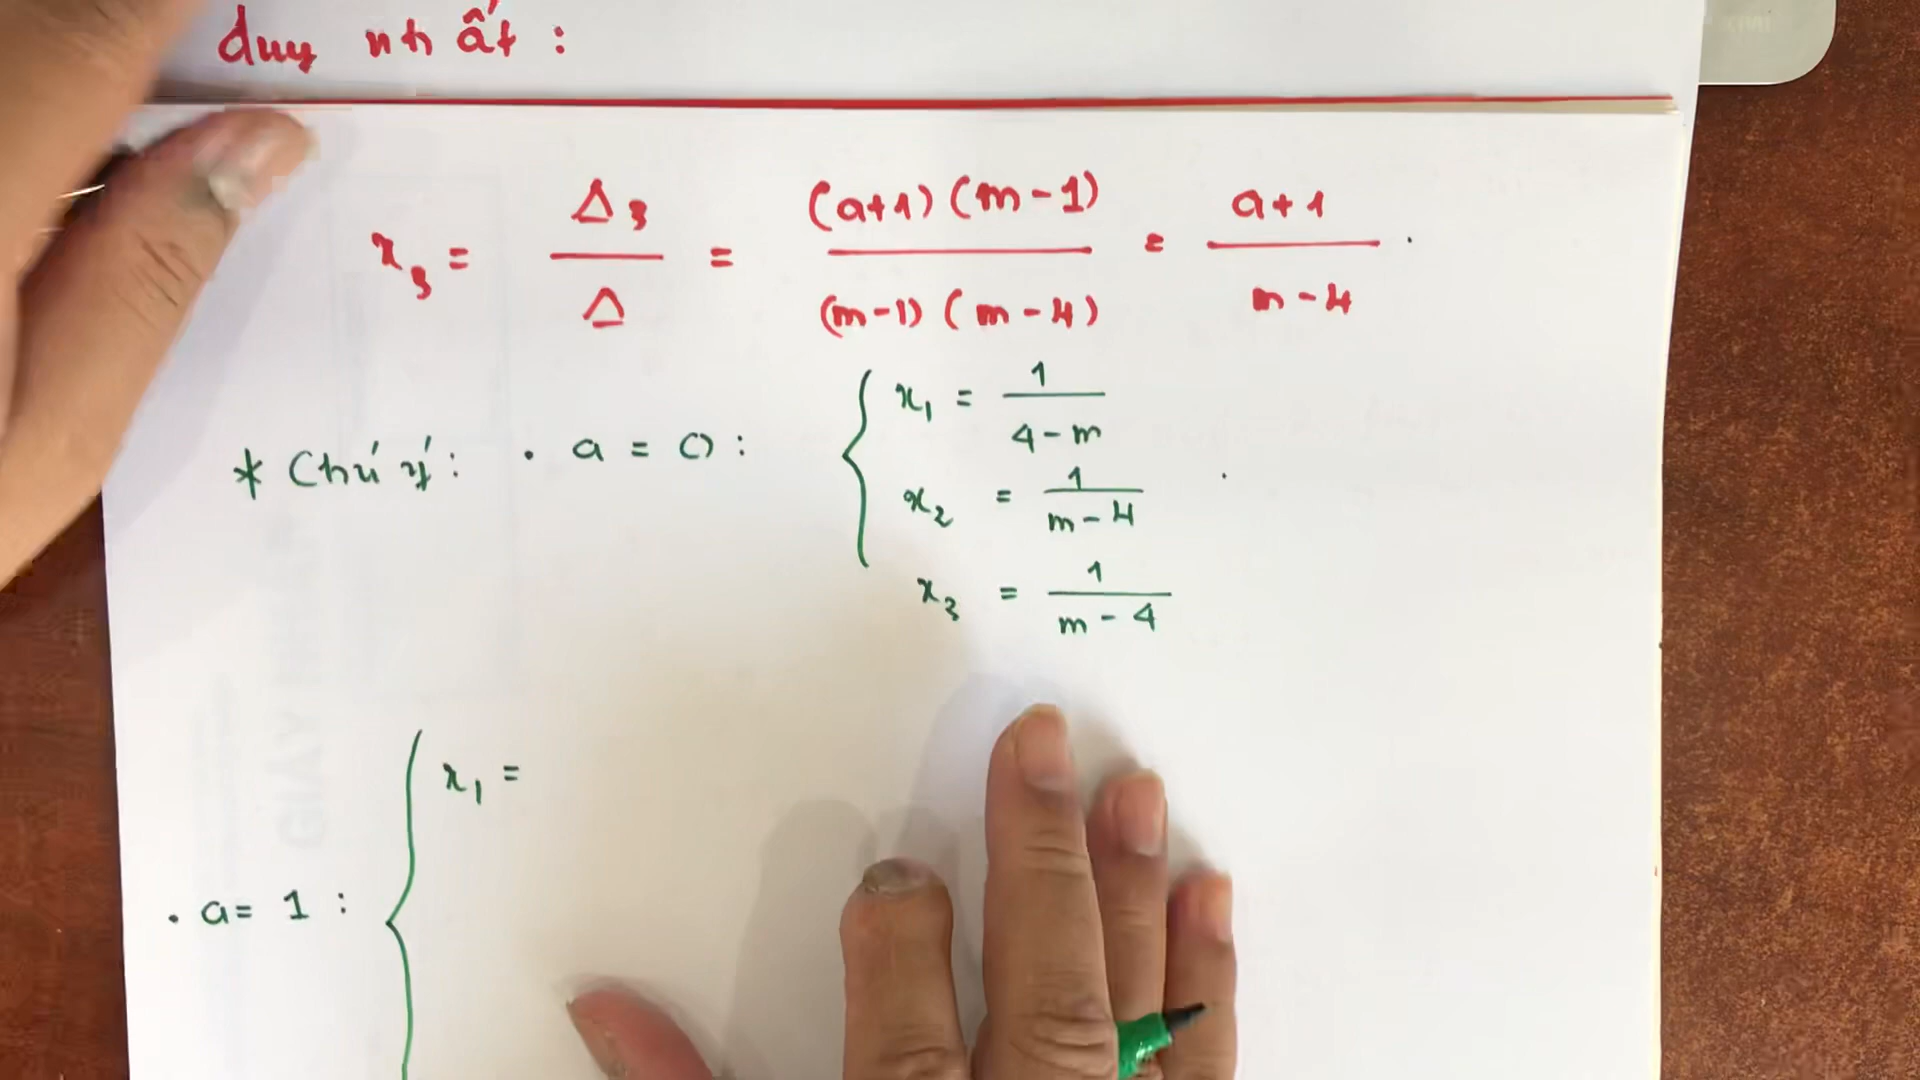 duy nhất :
x₃ = Δ₃/Δ = (a+1)(m-1)/(m-1)(m-4) = a+1/m-4 .
* Chú ý : . a = 0 : { x₁ = 1/4-m
x₂ = 1/m-4 .
x₃ = 1/m-4
. a = 1 : { x₁ =